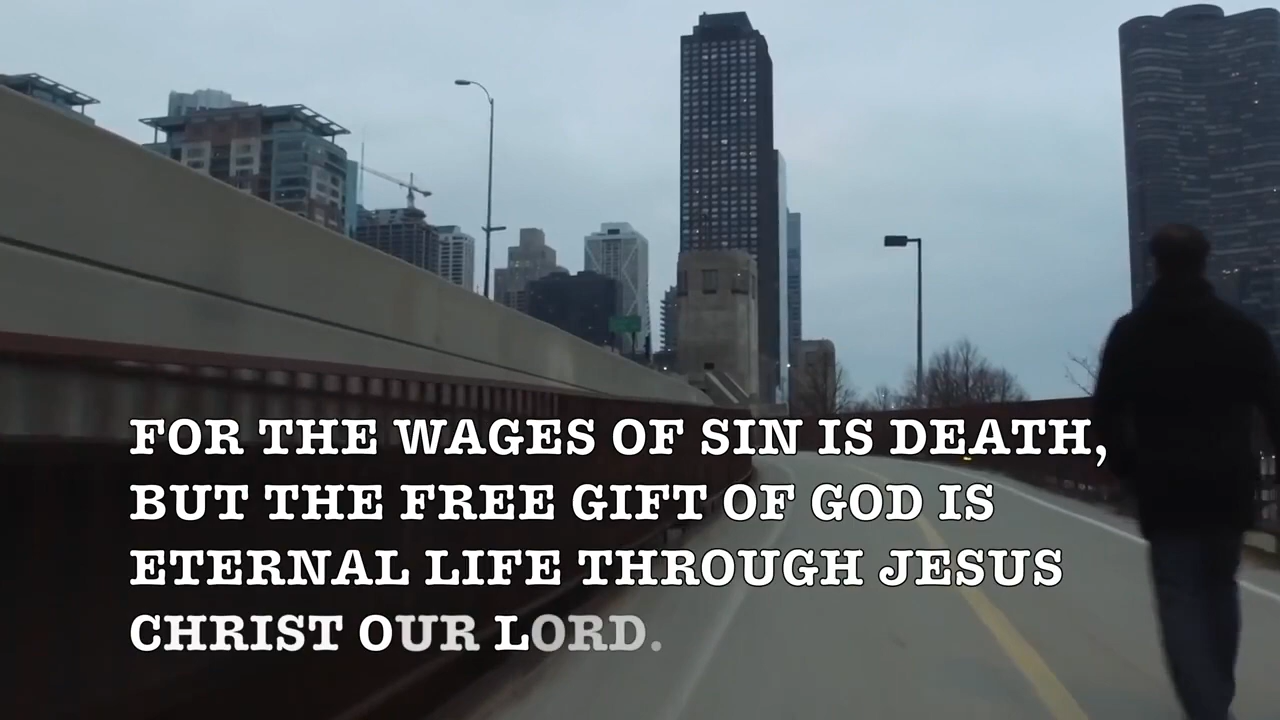 FOR THE WAGES OF SIN IS DEATH,
BUT THE FREE GIFT OF GOD IS
ETERNAL LIFE THROUGH JESUS
CHRIST OUR LORD.